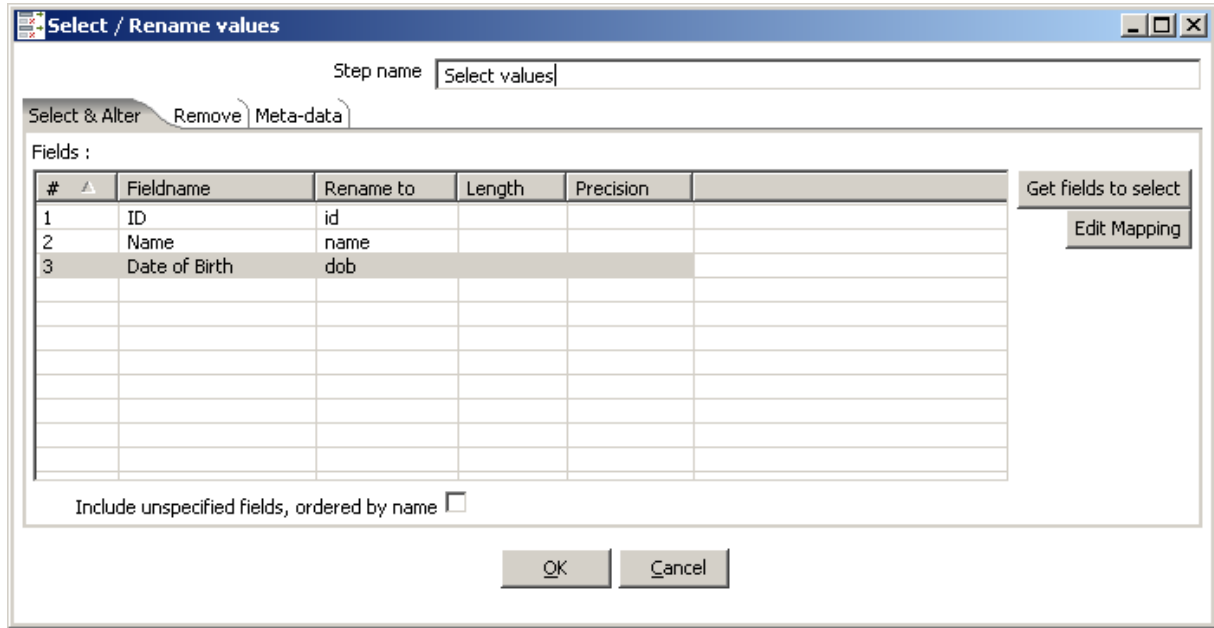 Select / Rename values
Step name Select values
Select & Alter Remove Meta-data
Fields :
# Fieldname Rename to Length Precision
Get fields to select
1 ID id
Edit Mapping
2 Name name
3 Date of Birth dob
Include unspecified fields, ordered by name
OK Cancel